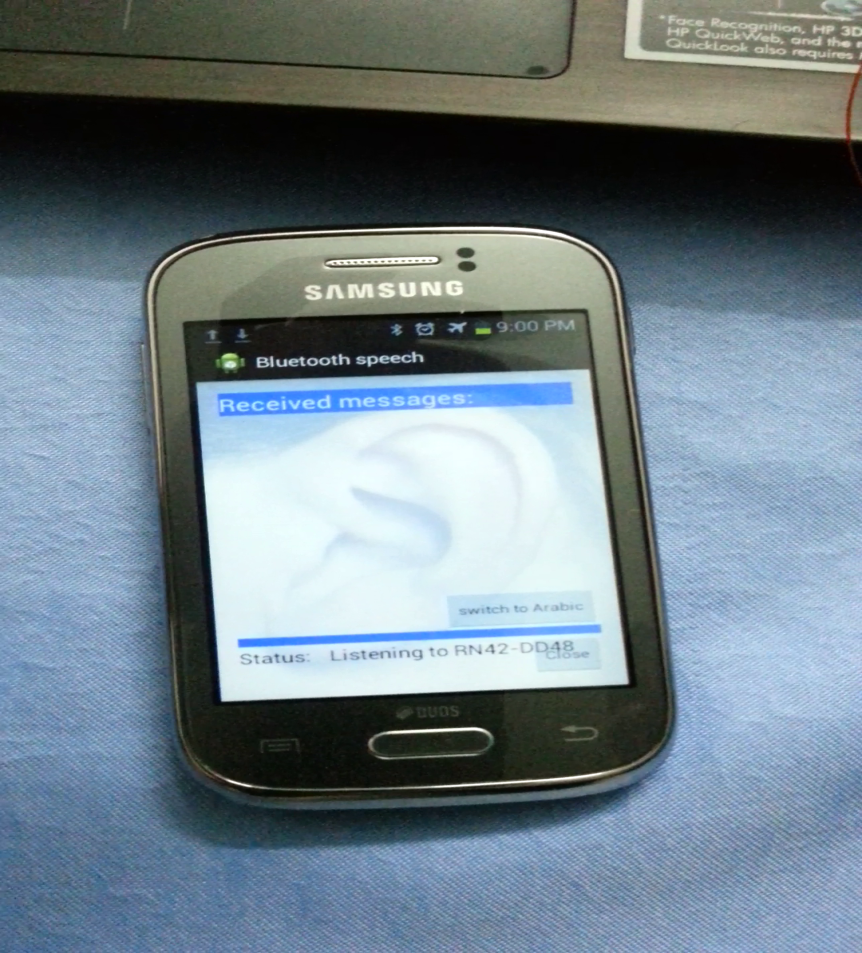 *Face Recognition, HP 3D
HP QuickWeb, and the
QuickLook also requires
SAMSUNG
9:00 PM
Bluetooth speech
Received messages:
switch to Arabic
Status: Listening to RN42-DD48
Close
DUOS